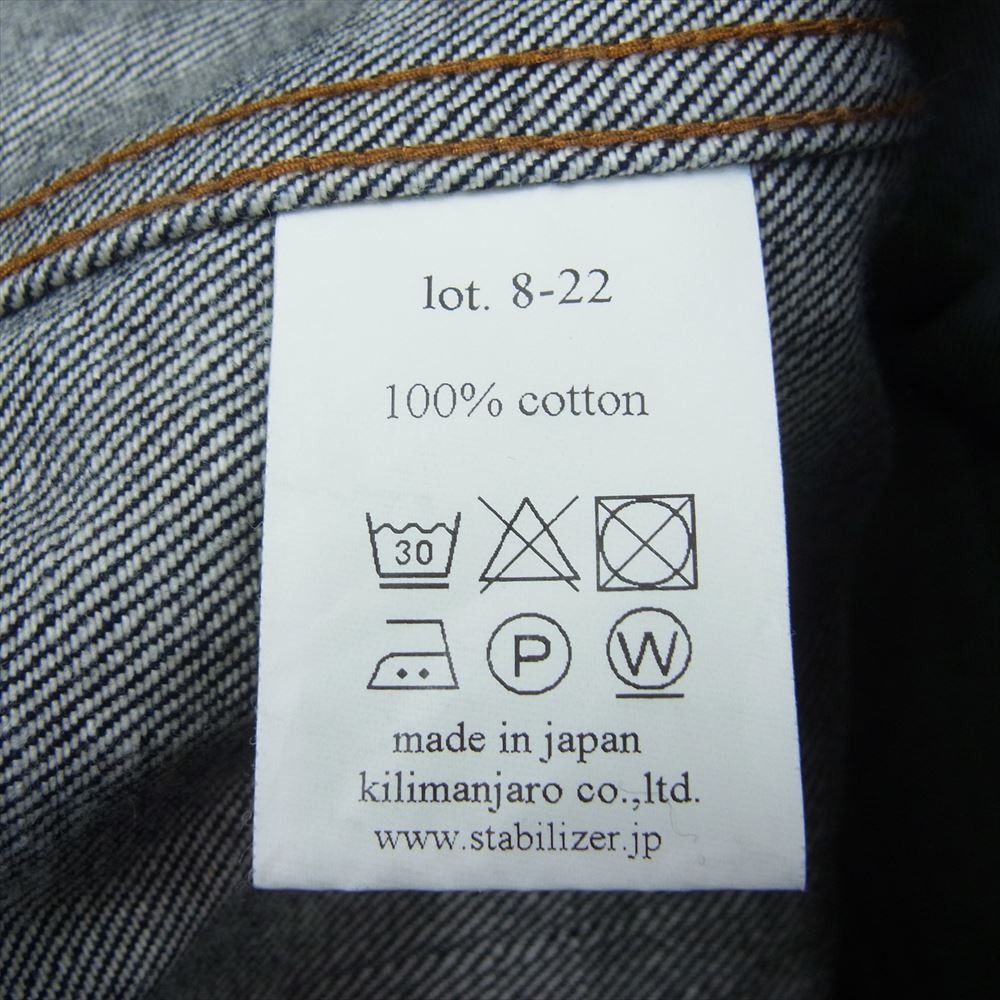 lot. 8-22
100% cotton
30
P W
made in japan
kilimanjaro co.,ltd.
www.stabilizer.jp